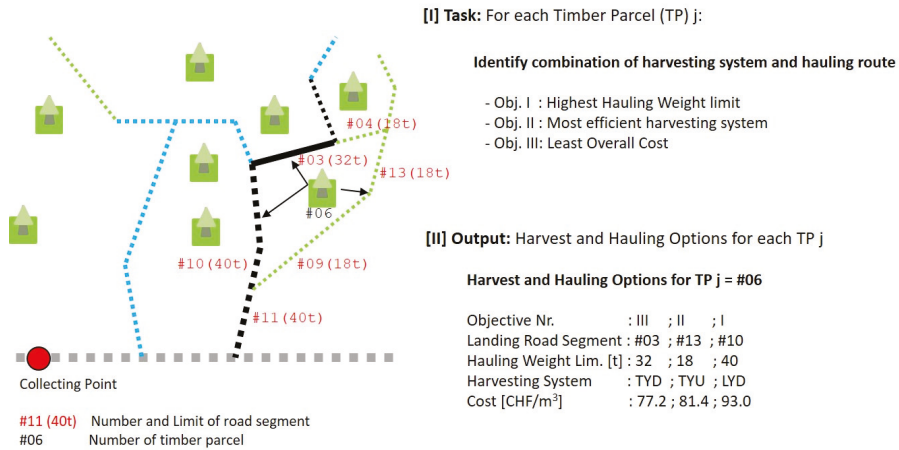 [I] Task: For each Timber Parcel (TP) j:
Identify combination of harvesting system and hauling route
- Obj. I : Highest Hauling Weight limit
- Obj. II : Most efficient harvesting system
- Obj. III: Least Overall Cost
#04(18t)
#03(32t)
#13(18t)
#06
#10(40t)
#09(18t)
#11(40t)
Collecting Point
#11 (40t) Number and Limit of road segment
#06 Number of timber parcel
[II] Output: Harvest and Hauling Options for each TP j
Harvest and Hauling Options for TP j = #06
Objective Nr. : III ; II ; I
Landing Road Segment : #03 ; #13 ; #10
Hauling Weight Lim. [t] : 32 ; 18 ; 40
Harvesting System : TYD ; TYU ; LYD
Cost [CHF/m³] : 77.2 ; 81.4 ; 93.0